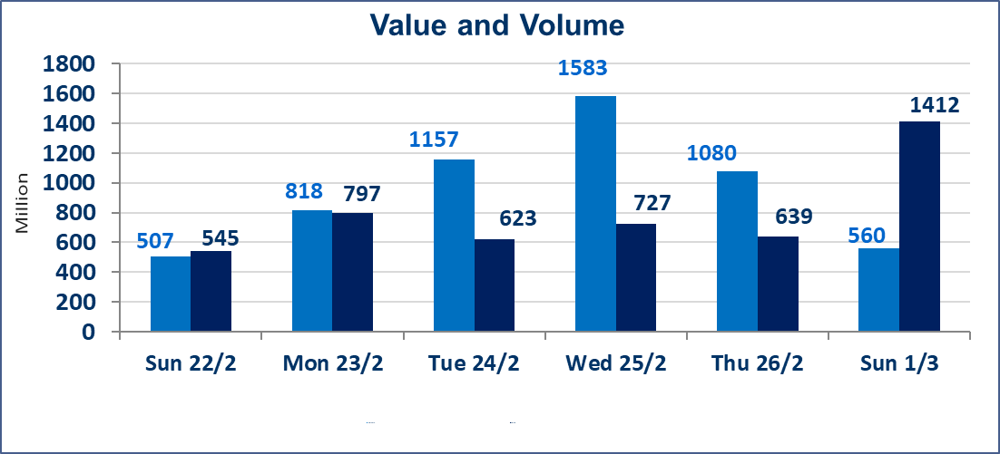 Value and Volume
1800
1600
1400
1200
1000
800
600
400
200
0
Million
507
545
818
797
1157
623
1583
727
1080
639
560
1412
Sun 22/2
Mon 23/2
Tue 24/2
Wed 25/2
Thu 26/2
Sun 1/3